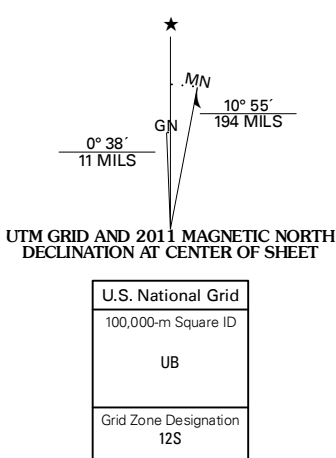 ★
MN
GN
10° 55´
194 MILS
0° 38´
11 MILS
UTM GRID AND 2011 MAGNETIC NORTH
DECLINATION AT CENTER OF SHEET
U.S. National Grid
100,000-m Square ID
UB
Grid Zone Designation
12S